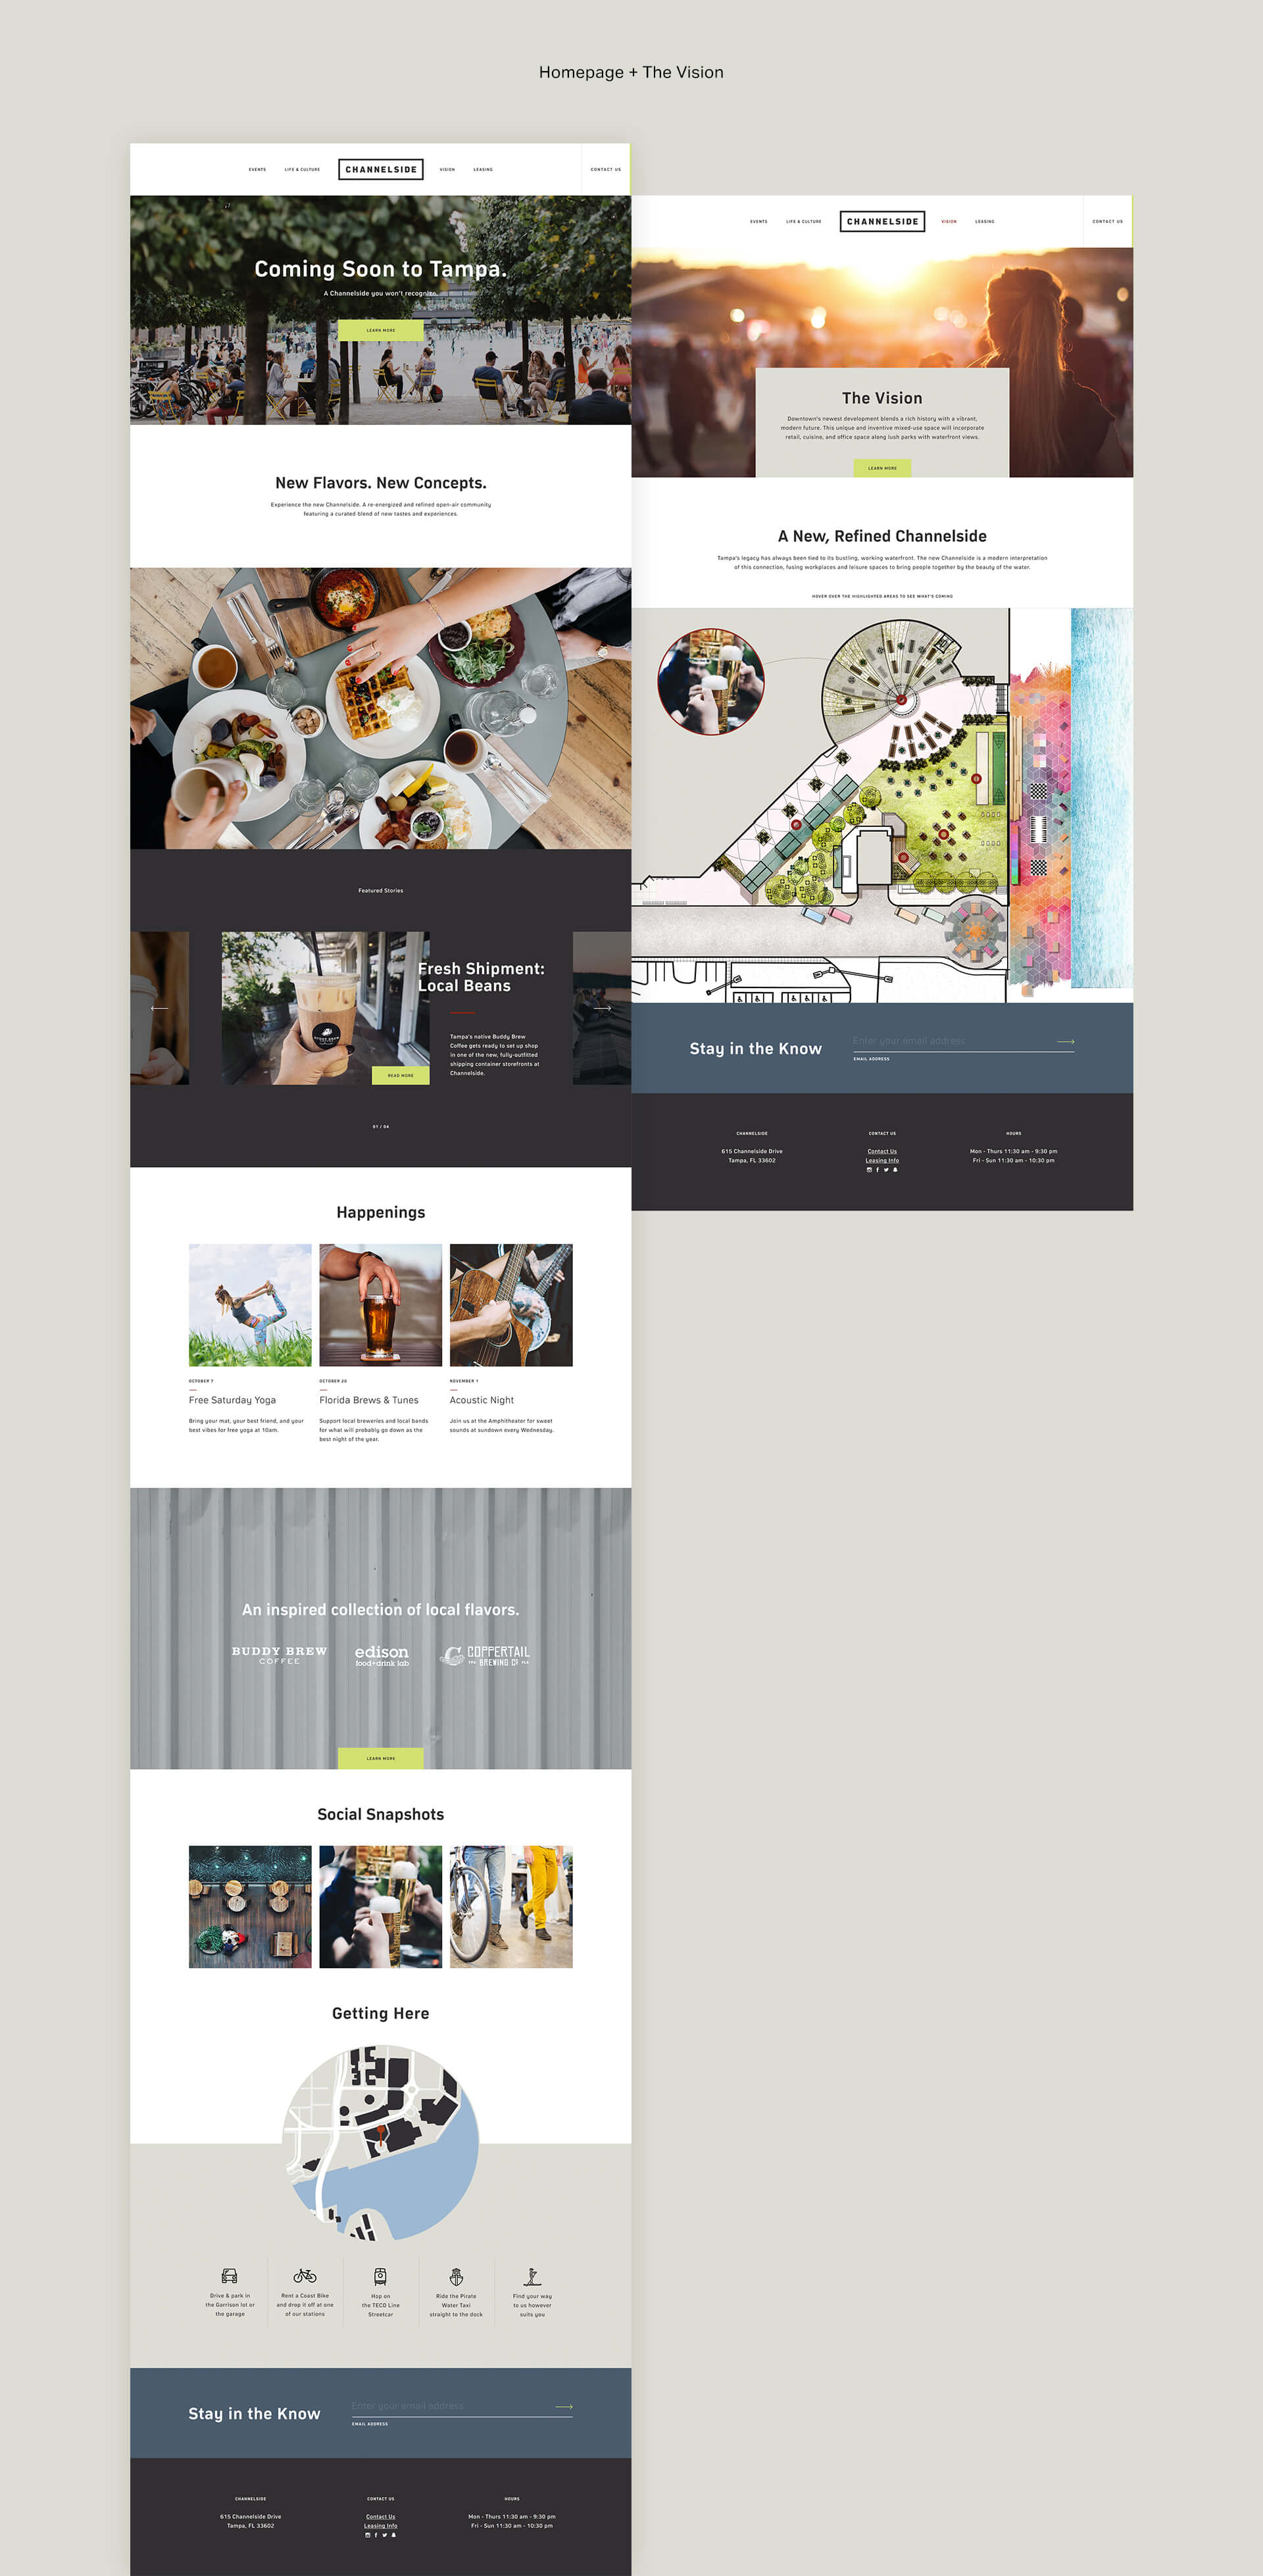 Homepage + The Vision
EVENTS
LIFE & CULTURE
CHANNELSIDE
VISION
LEASING
CONTACT US
Coming Soon to Tampa.
A Channelside you won't recognize.
LEARN MORE
New Flavors. New Concepts.
Experience the new Channelside. A re-energized and refined open-air community
featuring a curated blend of new tastes and experiences.
Featured Stories
Fresh Shipment:
Local Beans
Tampa's native Buddy Brew
Coffee gets ready to set up shop
in one of the new, fully-outfitted
shipping container storefronts at
Channelside.
READ MORE
01 / 04
Happenings
OCTOBER 7
Free Saturday Yoga
Bring your mat, your best friend, and your
best vibes for free yoga at 10am.
OCTOBER 20
Florida Brews & Tunes
Support local breweries and local bands
for what will probably go down as the
best night of the year.
NOVEMBER 1
Acoustic Night
Join us at the Amphitheater for sweet
sounds at sundown every Wednesday.
An inspired collection of local flavors.
BUDDY BREW
COFFEE
edison
food+drink lab
COPPERTAIL
BREWING CO
LEARN MORE
Social Snapshots
Getting Here
Drive & park in
the Garrison lot or
the garage
Rent a Coast Bike
and drop it off at one
of our stations
Hop on
the TECO Line
Streetcar
Ride the Pirate
Water Taxi
straight to the dock
Find your way
to us however
suits you
Stay in the Know
Enter your email address
EMAIL ADDRESS
CHANNELSIDE
615 Channelside Drive
Tampa, FL 33602
CONTACT US
Contact Us
Leasing Info
HOURS
Mon - Thurs 11:30 am - 9:30 pm
Fri - Sun 11:30 am - 10:30 pm
EVENTS
LIFE & CULTURE
CHANNELSIDE
VISION
LEASING
CONTACT US
The Vision
Downtown's newest development blends a rich history with a vibrant,
modern future. This unique and inventive mixed-use space will incorporate
retail, cuisine, and office space along lush parks with waterfront views.
LEARN MORE
A New, Refined Channelside
Tampa's legacy has always been tied to its bustling, working waterfront. The new Channelside is a modern interpretation
of this connection, fusing workplaces and leisure spaces to bring people together by the beauty of the water.
HOVER OVER THE HIGHLIGHTED AREAS TO SEE WHAT'S COMING
Stay in the Know
Enter your email address
EMAIL ADDRESS
CHANNELSIDE
615 Channelside Drive
Tampa, FL 33602
CONTACT US
Contact Us
Leasing Info
HOURS
Mon - Thurs 11:30 am - 9:30 pm
Fri - Sun 11:30 am - 10:30 pm